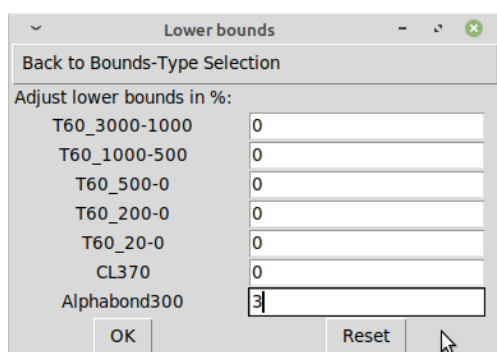 Lower bounds
Back to Bounds-Type Selection
Adjust lower bounds in %:
T60_3000-1000 0
T60_1000-500 0
T60_500-0 0
T60_200-0 0
T60_20-0 0
CL370 0
Alphabond300 3
OK Reset